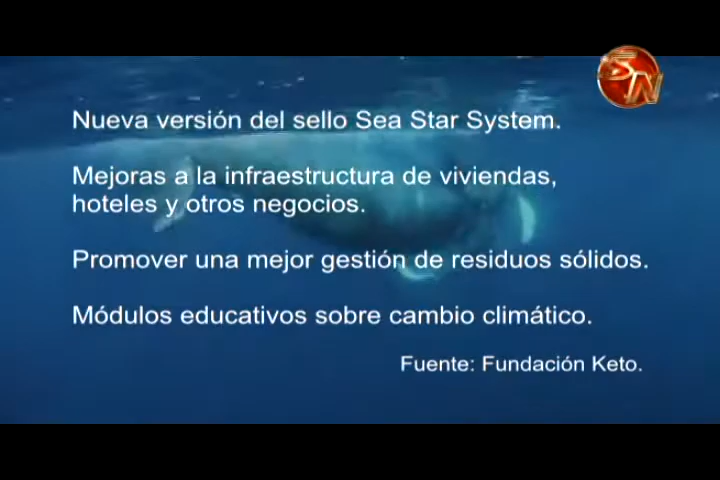 SN
Nueva versión del sello Sea Star System.
Mejoras a la infraestructura de viviendas,
hoteles y otros negocios.
Promover una mejor gestión de residuos sólidos.
Módulos educativos sobre cambio climático.
Fuente: Fundación Keto.